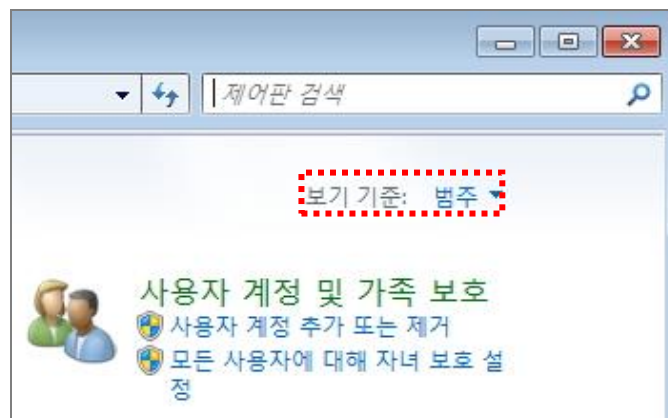 제어판 검색
보기 기준: 범주
사용자 계정 및 가족 보호
사용자 계정 추가 또는 제거
모든 사용자에 대해 자녀 보호 설
정